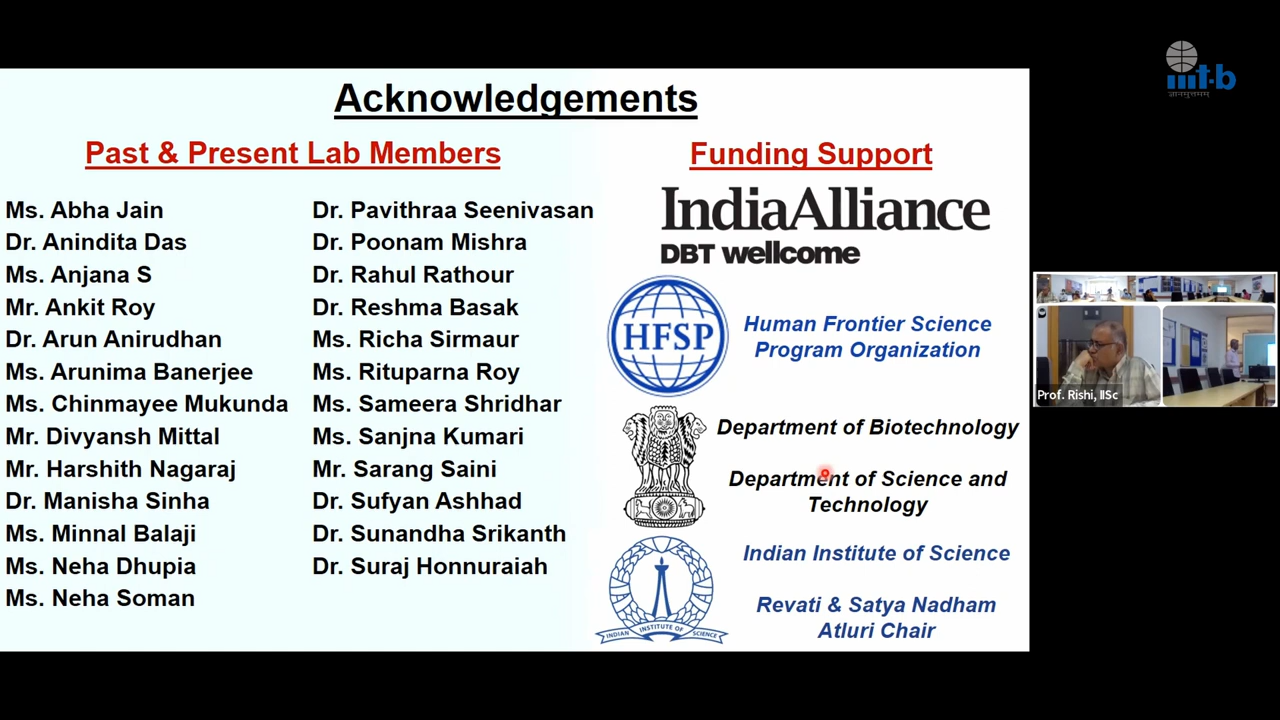 Acknowledgements
Past & Present Lab Members
Ms. Abha Jain
Dr. Anindita Das
Ms. Anjana S
Mr. Ankit Roy
Dr. Arun Anirudhan
Ms. Arunima Banerjee
Ms. Chinmayee Mukunda
Mr. Divyansh Mittal
Mr. Harshith Nagaraj
Dr. Manisha Sinha
Ms. Minnal Balaji
Ms. Neha Dhupia
Ms. Neha Soman
Dr. Pavithraa Seenivasan
Dr. Poonam Mishra
Dr. Rahul Rathour
Dr. Reshma Basak
Ms. Richa Sirmaur
Ms. Rituparna Roy
Ms. Sameera Shridhar
Ms. Sanjna Kumari
Mr. Sarang Saini
Dr. Sufyan Ashhad
Dr. Sunandha Srikanth
Dr. Suraj Honnuraiah
Funding Support
IndiaAlliance
DBT wellcome
HFSP
Human Frontier Science
Program Organization
Department of Biotechnology
Department of Science and
Technology
INDIAN INSTITUTE OF SCIENCE
Indian Institute of Science
Revati & Satya Nadham
Atluri Chair
iiit-b
ज्ञानमुत्तमम्
Prof. Rishi, IISc